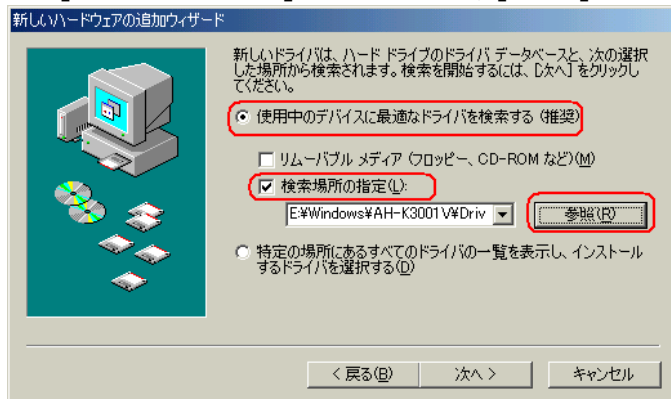 新しいハードウェアの追加ウィザード
新しいドライバは、ハード ドライブのドライバ データベースと、次の選択
した場所から検索されます。検索を開始するには、[次へ] をクリックし
てください。
使用中のデバイスに最適なドライバを検索する (推奨)
リムーバブル メディア (フロッピー、CD-ROM など)(M)
検索場所の指定(L):
E:¥Windows¥AH-K3001V¥Driv
参照(R)
特定の場所にあるすべてのドライバの一覧を表示し、インストール
するドライバを選択する(D)
< 戻る(B)
次へ >
キャンセル